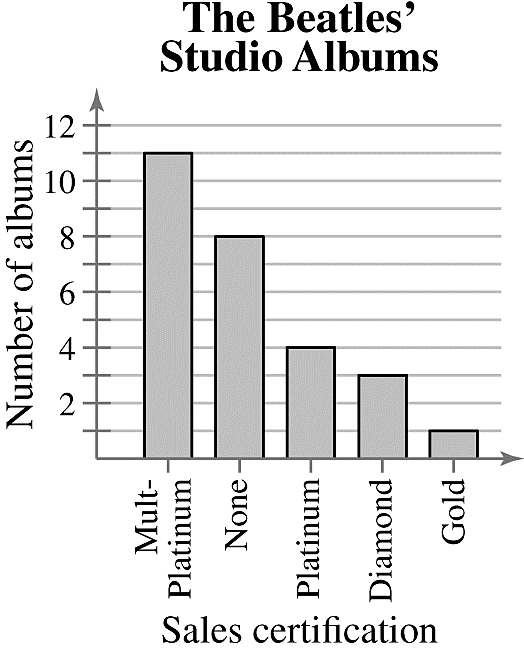 The Beatles’
Studio Albums
Number of albums
12
10
8
6
4
2
Mult-
Platinum
None
Platinum
Diamond
Gold
Sales certification